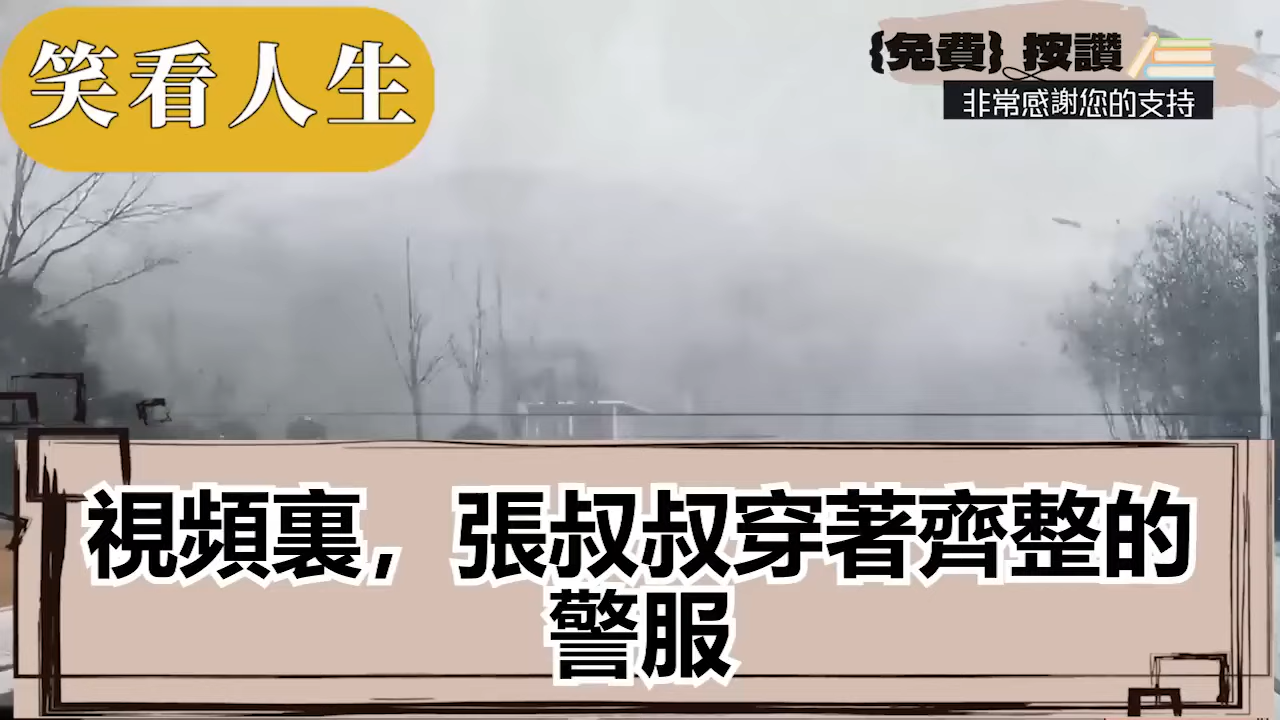 笑看人生
{免費} 按讚
非常感謝您的支持
視頻裏，張叔叔穿著齊整的
警服